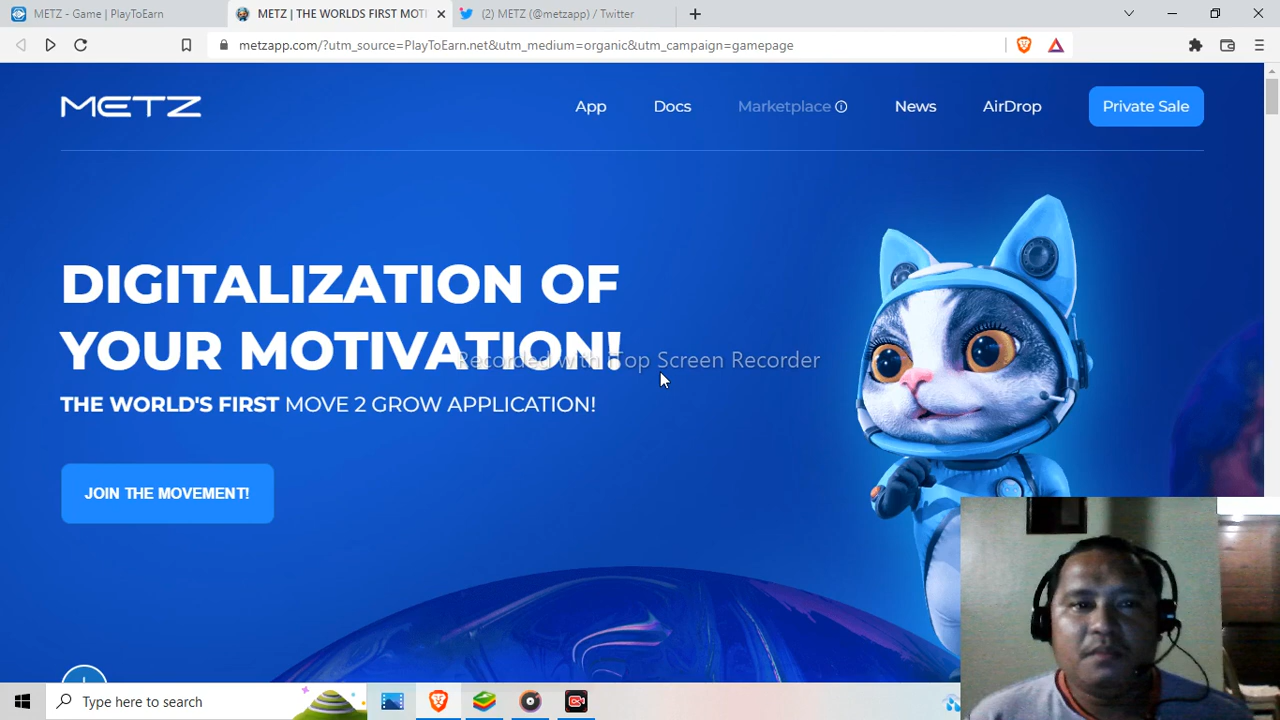 METZ - Game | PlayToEarn
METZ | THE WORLDS FIRST MOTI
(2) METZ (@metzapp) / Twitter
metzapp.com/?utm_source=PlayToEarn.net&utm_medium=organic&utm_campaign=gamepage
METZ
App
Docs
Marketplace
News
AirDrop
Private Sale
DIGITALIZATION OF
YOUR MOTIVATION!
Recorded with iTop Screen Recorder
THE WORLD'S FIRST MOVE 2 GROW APPLICATION!
JOIN THE MOVEMENT!
Type here to search